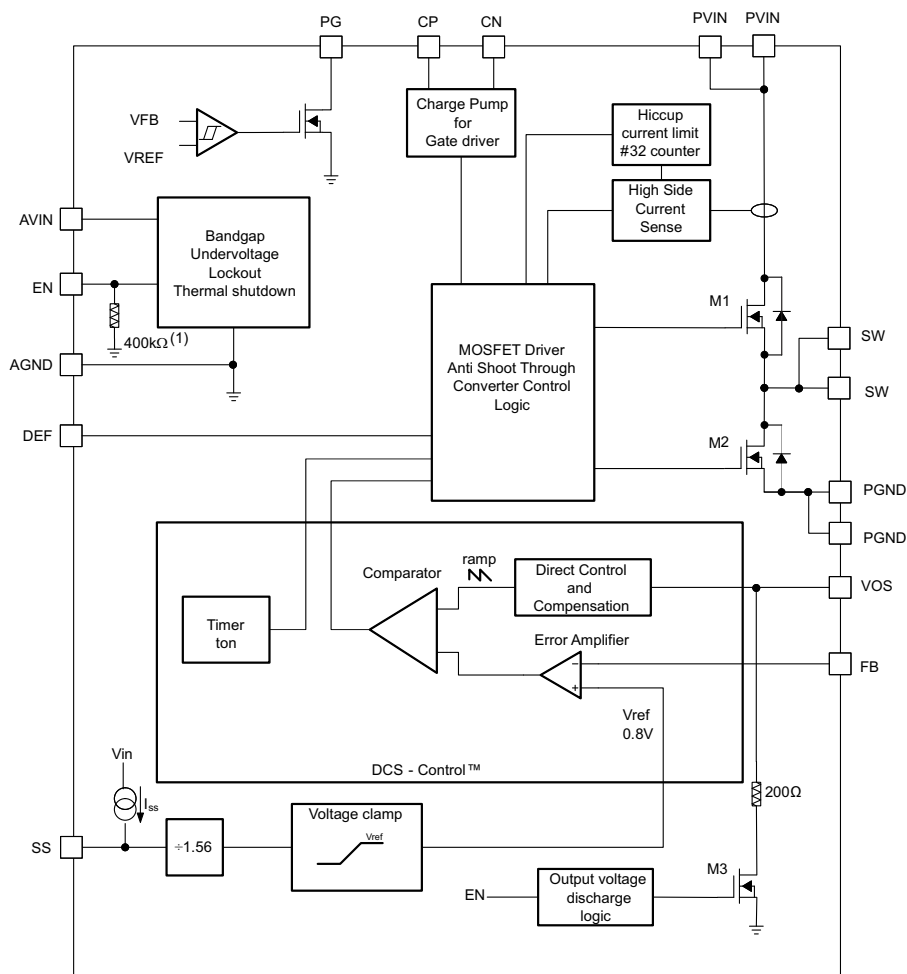 PG
CP
CN
PVIN
PVIN
VFB
VREF
Charge Pump
for
Gate driver
Hiccup
current limit
#32 counter
High Side
Current
Sense
AVIN
Bandgap
Undervoltage
Lockout
Thermal shutdown
EN
400kΩ(1)
AGND
DEF
MOSFET Driver
Anti Shoot Through
Converter Control
Logic
M1
SW
SW
M2
PGND
PGND
ramp
Comparator
Direct Control
and
Compensation
VOS
Timer
ton
Error Amplifier
−
+
FB
Vref
0.8V
DCS - Control™
Vin
Iss
SS
÷1.56
Voltage clamp
Vref
200Ω
M3
EN
Output voltage
discharge
logic